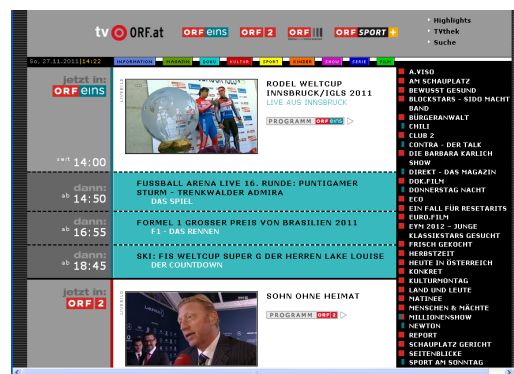 tv ORF.at
ORF eins
ORF 2
ORF III
ORF SPORT +
Highlights
TVthek
Suche
So, 27.11.2011|14:22
INFORMATION
MAGAZIN
DOKU
KULTUR
SPORT
KINDER
SHOW
SERIE
FILM
jetzt in:
ORF eins
seit 14:00
LIVEBILD
RODEL WELTCUP
INNSBRUCK/IGLS 2011
LIVE AUS INNSBRUCK
PROGRAMM ORF eins
dann:
ab 14:50
FUSSBALL ARENA LIVE 16. RUNDE: PUNTIGAMER
STURM - TRENKWALDER ADMIRA
DAS SPIEL
dann:
ab 16:55
FORMEL 1 GROSSER PREIS VON BRASILIEN 2011
F1 - DAS RENNEN
dann:
ab 18:45
SKI: FIS WELTCUP SUPER G DER HERREN LAKE LOUISE
DER COUNTDOWN
jetzt in:
ORF 2
LIVEBILD
SOHN OHNE HEIMAT
PROGRAMM ORF 2
A.VISO
AM SCHAUPLATZ
BEWUSST GESUND
BLOCKSTARS - SIDO MACHT
BAND
BÜRGERANWALT
CHILI
CLUB 2
CONTRA - DER TALK
DIE BARBARA KARLICH
SHOW
DIREKT - DAS MAGAZIN
DOK.FILM
DONNERSTAG NACHT
ECO
EIN FALL FÜR RESETARITS
EURO.FILM
EYM 2012 - JUNGE
KLASSIKSTARS GESUCHT
FRISCH GEKOCHT
HERBSTZEIT
HEUTE IN ÖSTERREICH
KONKRET
KULTURMONTAG
LAND UND LEUTE
MATINEE
MENSCHEN & MÄCHTE
MILLIONENSHOW
NEWTON
REPORT
SCHAUPLATZ GERICHT
SEITENBLICKE
SPORT AM SONNTAG